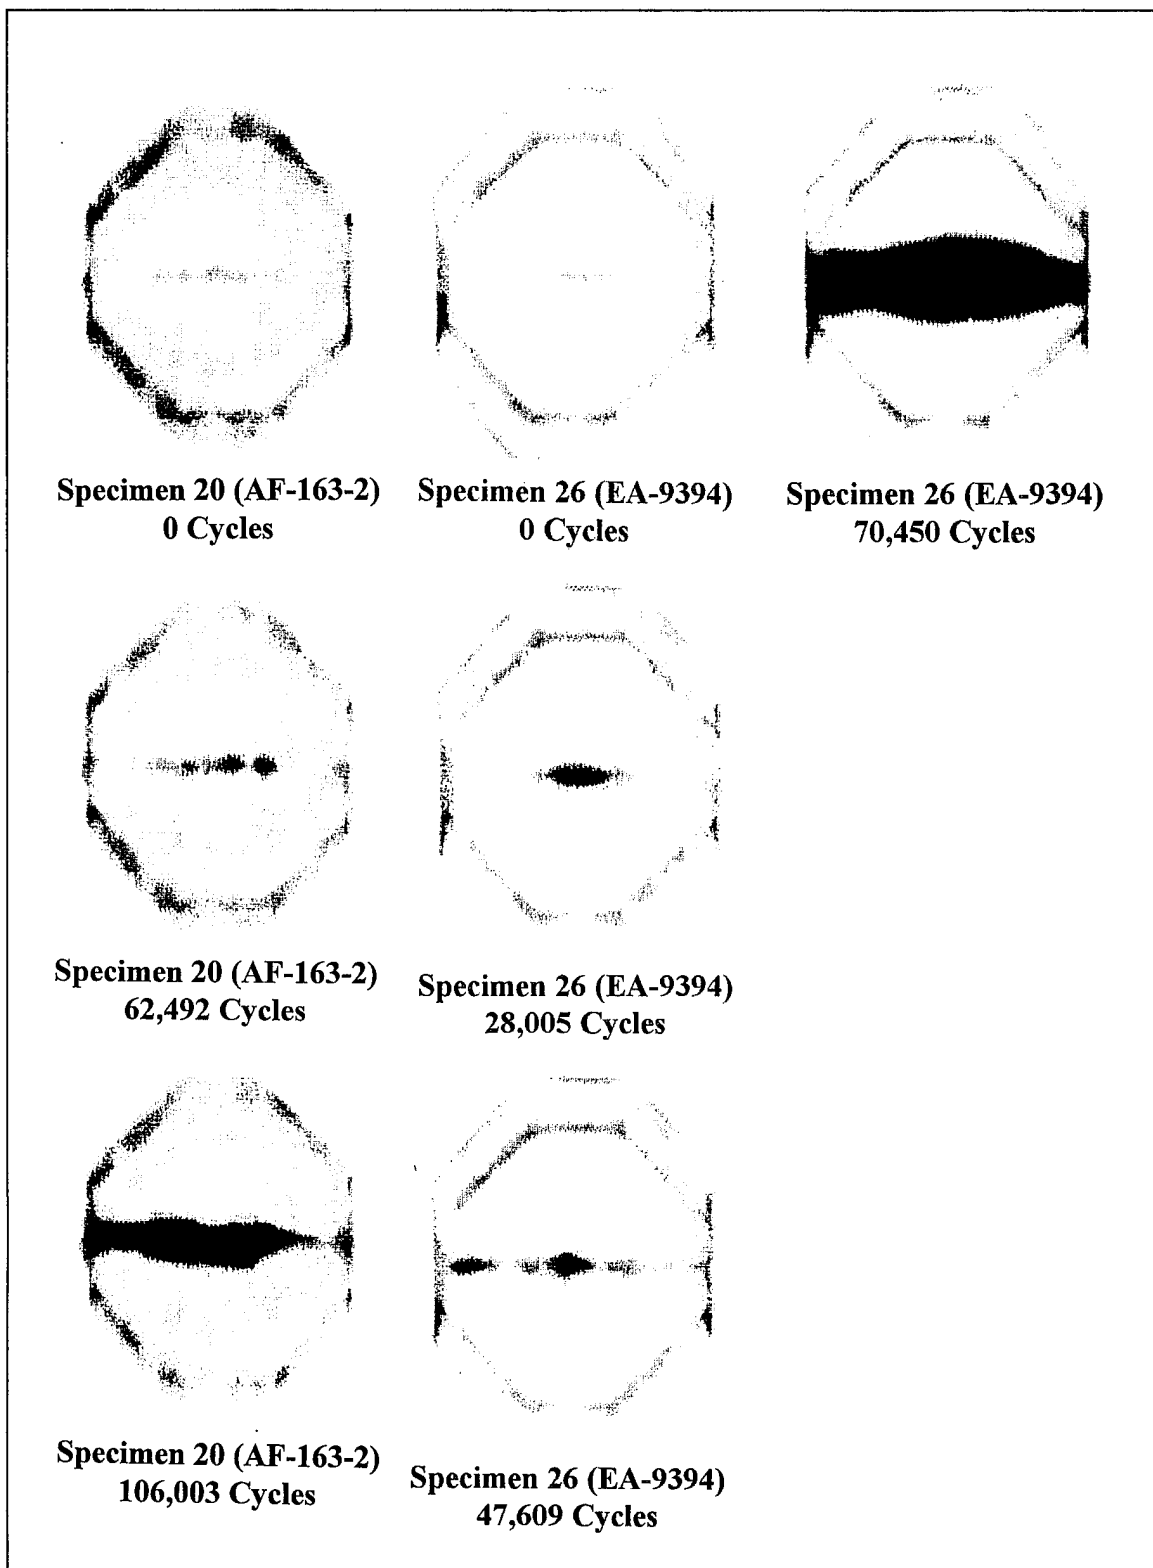 Specimen 20 (AF-163-2)
0 Cycles
Specimen 26 (EA-9394)
0 Cycles
Specimen 26 (EA-9394)
70,450 Cycles
Specimen 20 (AF-163-2)
62,492 Cycles
Specimen 26 (EA-9394)
28,005 Cycles
Specimen 20 (AF-163-2)
106,003 Cycles
Specimen 26 (EA-9394)
47,609 Cycles